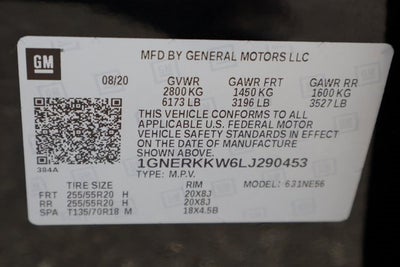 GM
MFD BY GENERAL MOTORS LLC
08/20 GVWR GAWR FRT GAWR RR
2800 KG 1450 KG 1600 KG
6173 LB 3196 LB 3527 LB
THIS VEHICLE CONFORMS TO ALL
APPLICABLE U.S. FEDERAL MOTOR
VEHICLE SAFETY STANDARDS IN EFFECT
ON THE DATE OF MANUFACTURE
SHOWN ABOVE.
384A 1GNERKKW6LJ290453
TYPE: M.P.V.
TIRE SIZE RIM MODEL: 631NE56
FRT 255/55R20 H 20X8J
RR 255/55R20 H 20X8J
SPA T135/70R18 M 18X4.5B